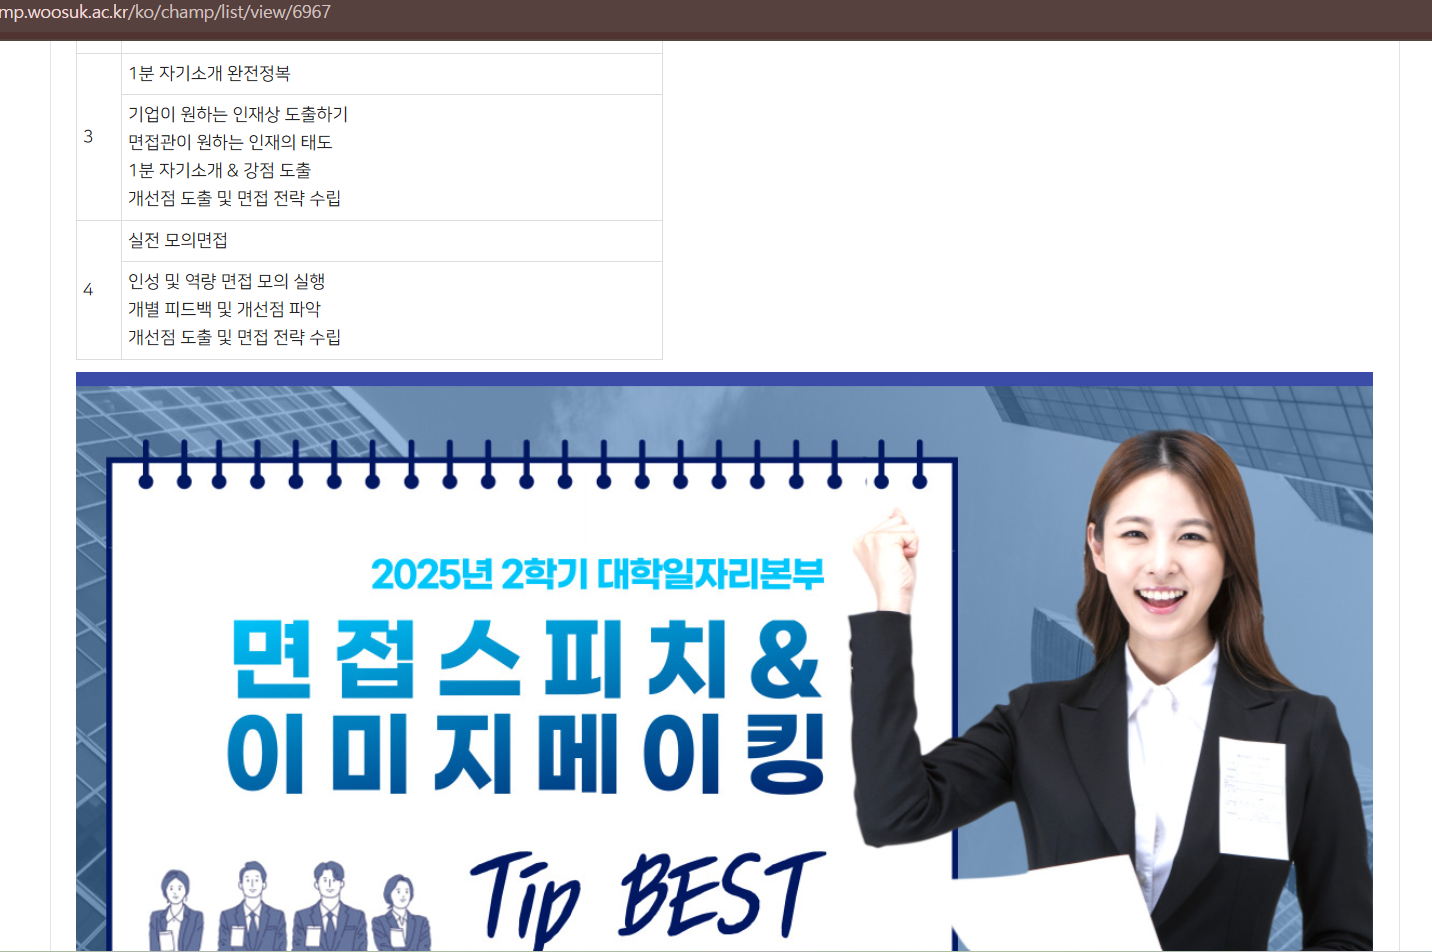 mp.woosuk.ac.kr/ko/champ/list/view/6967
1분 자기소개 완전정복
3
기업이 원하는 인재상 도출하기
면접관이 원하는 인재의 태도
1분 자기소개 & 강점 도출
개선점 도출 및 면접 전략 수립
실전 모의면접
4
인성 및 역량 면접 모의 실행
개별 피드백 및 개선점 파악
개선점 도출 및 면접 전략 수립
2025년 2학기 대학일자리본부
면접스피치&
이미지메이킹
Tip BEST